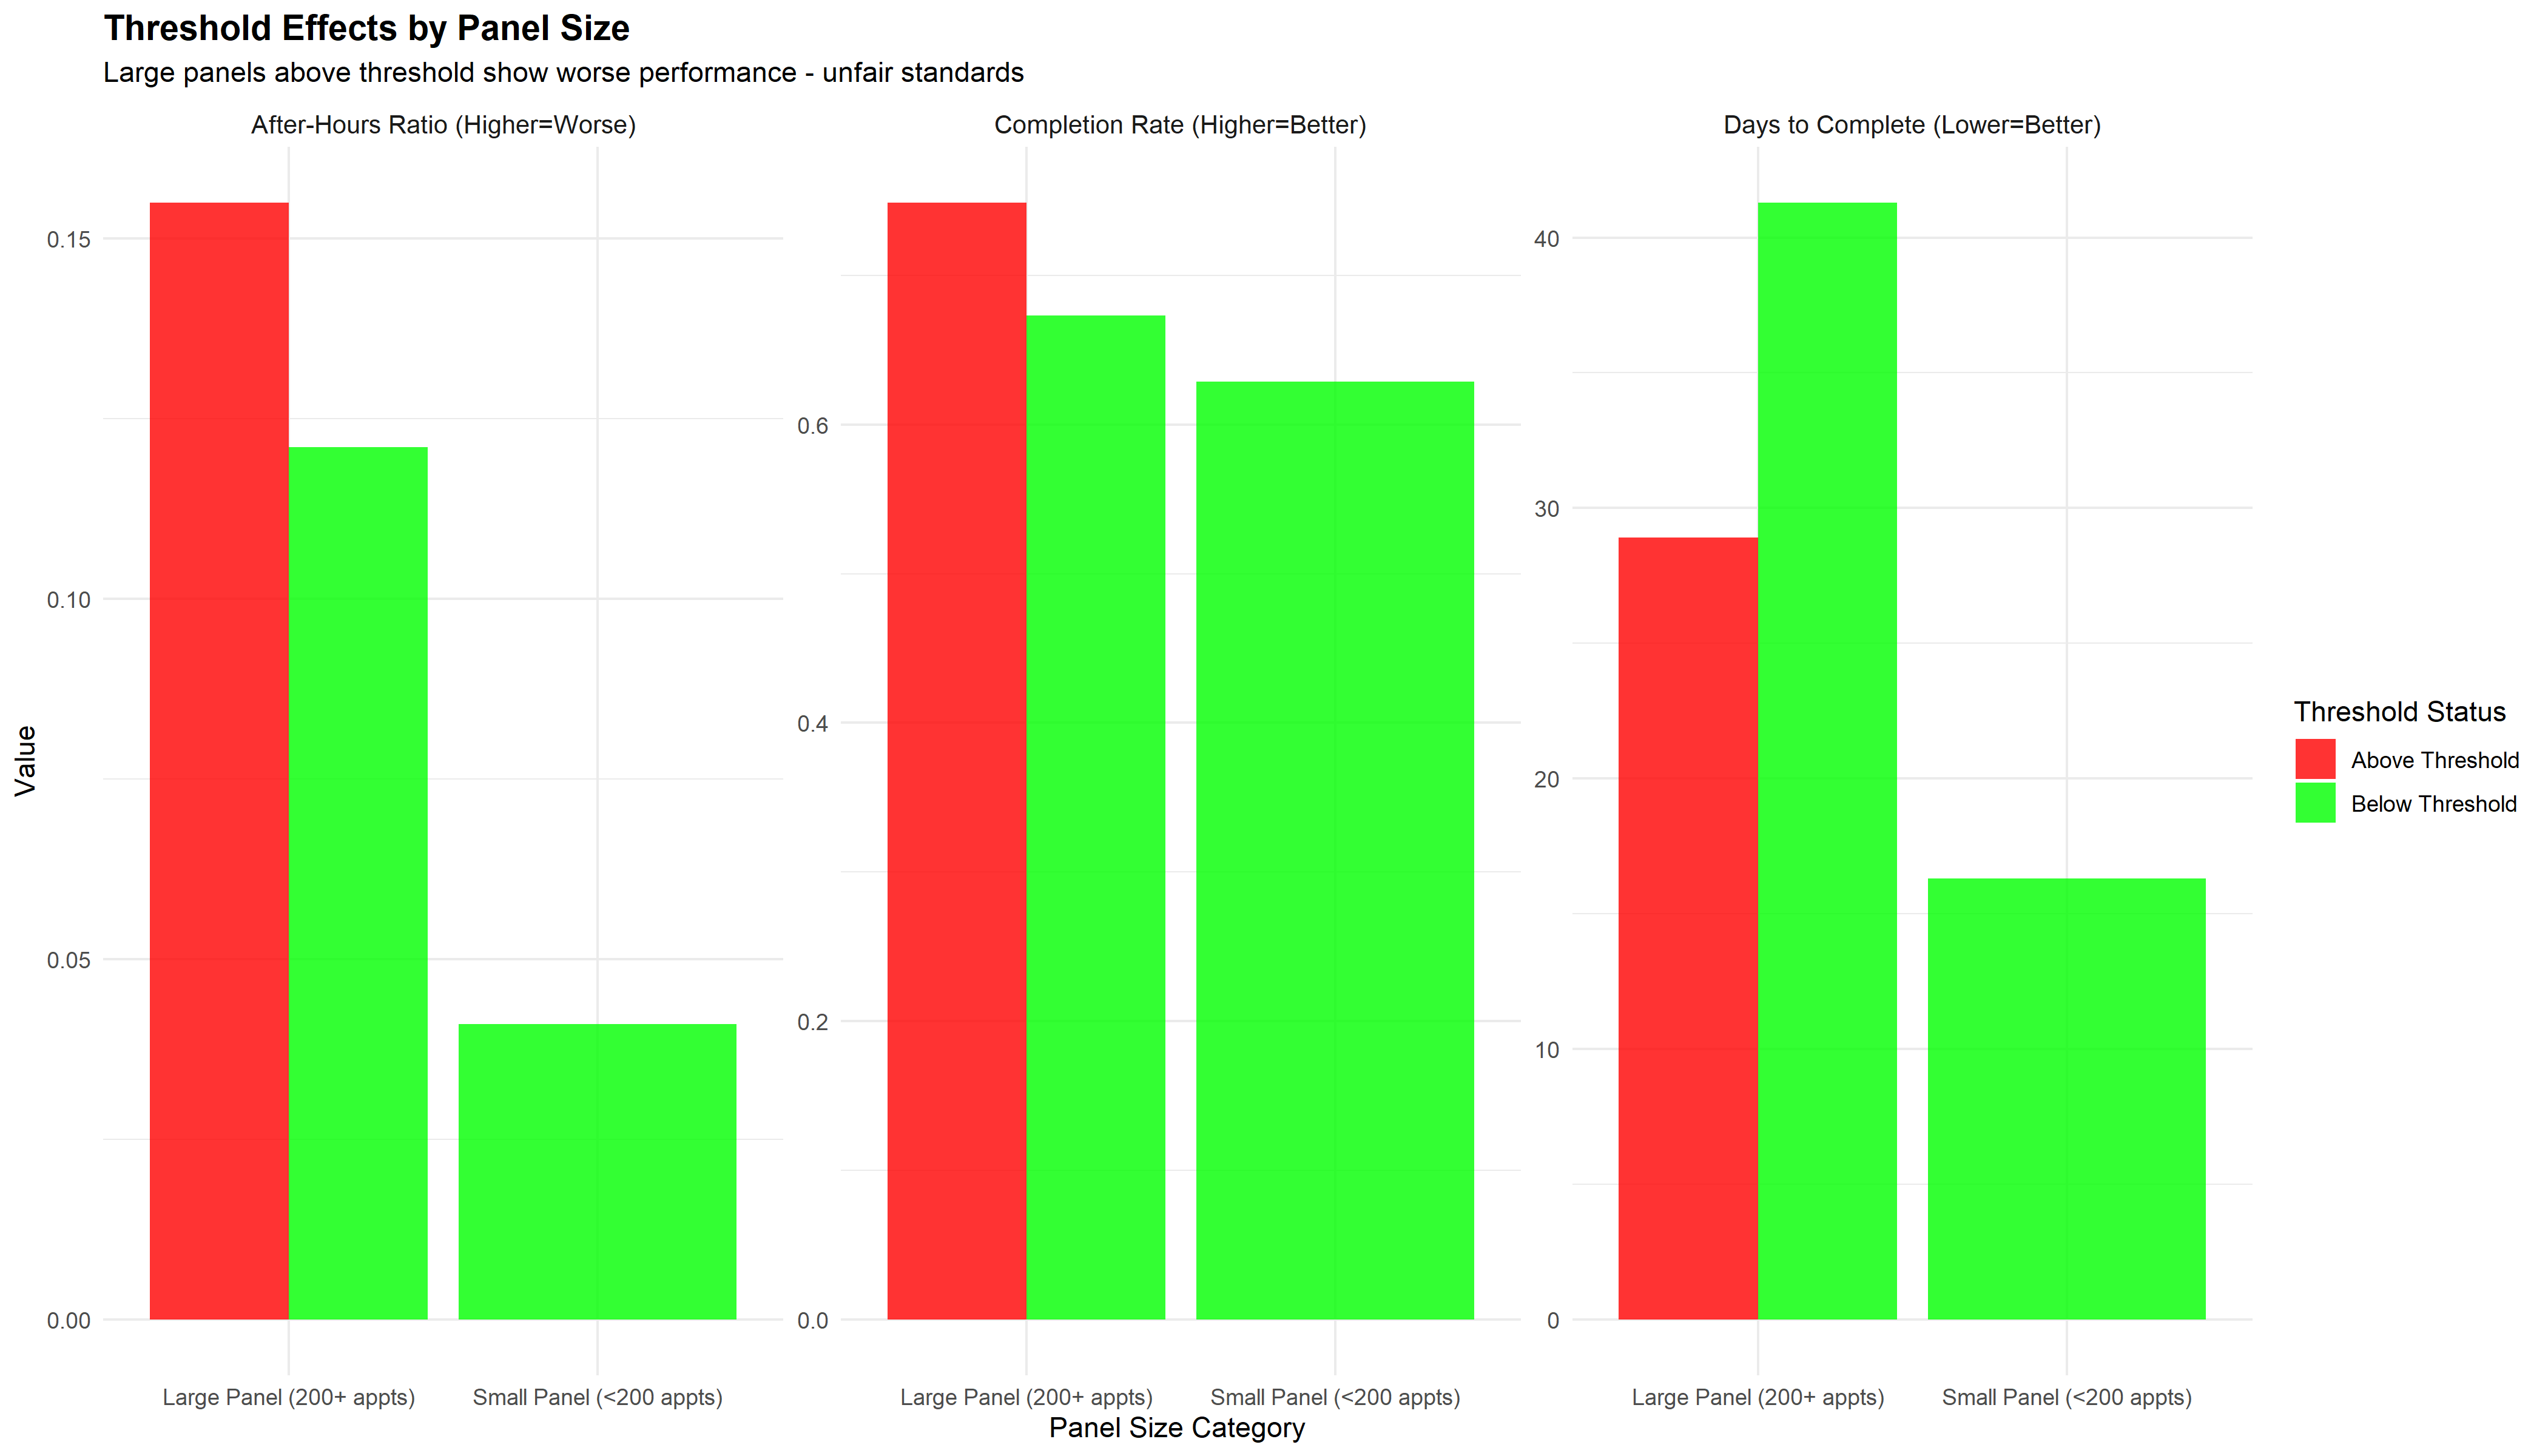 Threshold Effects by Panel Size
Large panels above threshold show worse performance - unfair standards
After-Hours Ratio (Higher=Worse)
Completion Rate (Higher=Better)
Days to Complete (Lower=Better)
Value
0.15
0.10
0.05
0.00
0.6
0.4
0.2
0.0
40
30
20
10
0
Threshold Status
Above Threshold
Below Threshold
Large Panel (200+ appts)
Small Panel (<200 appts)
Large Panel (200+ appts)
Small Panel (<200 appts)
Large Panel (200+ appts)
Small Panel (<200 appts)
Panel Size Category